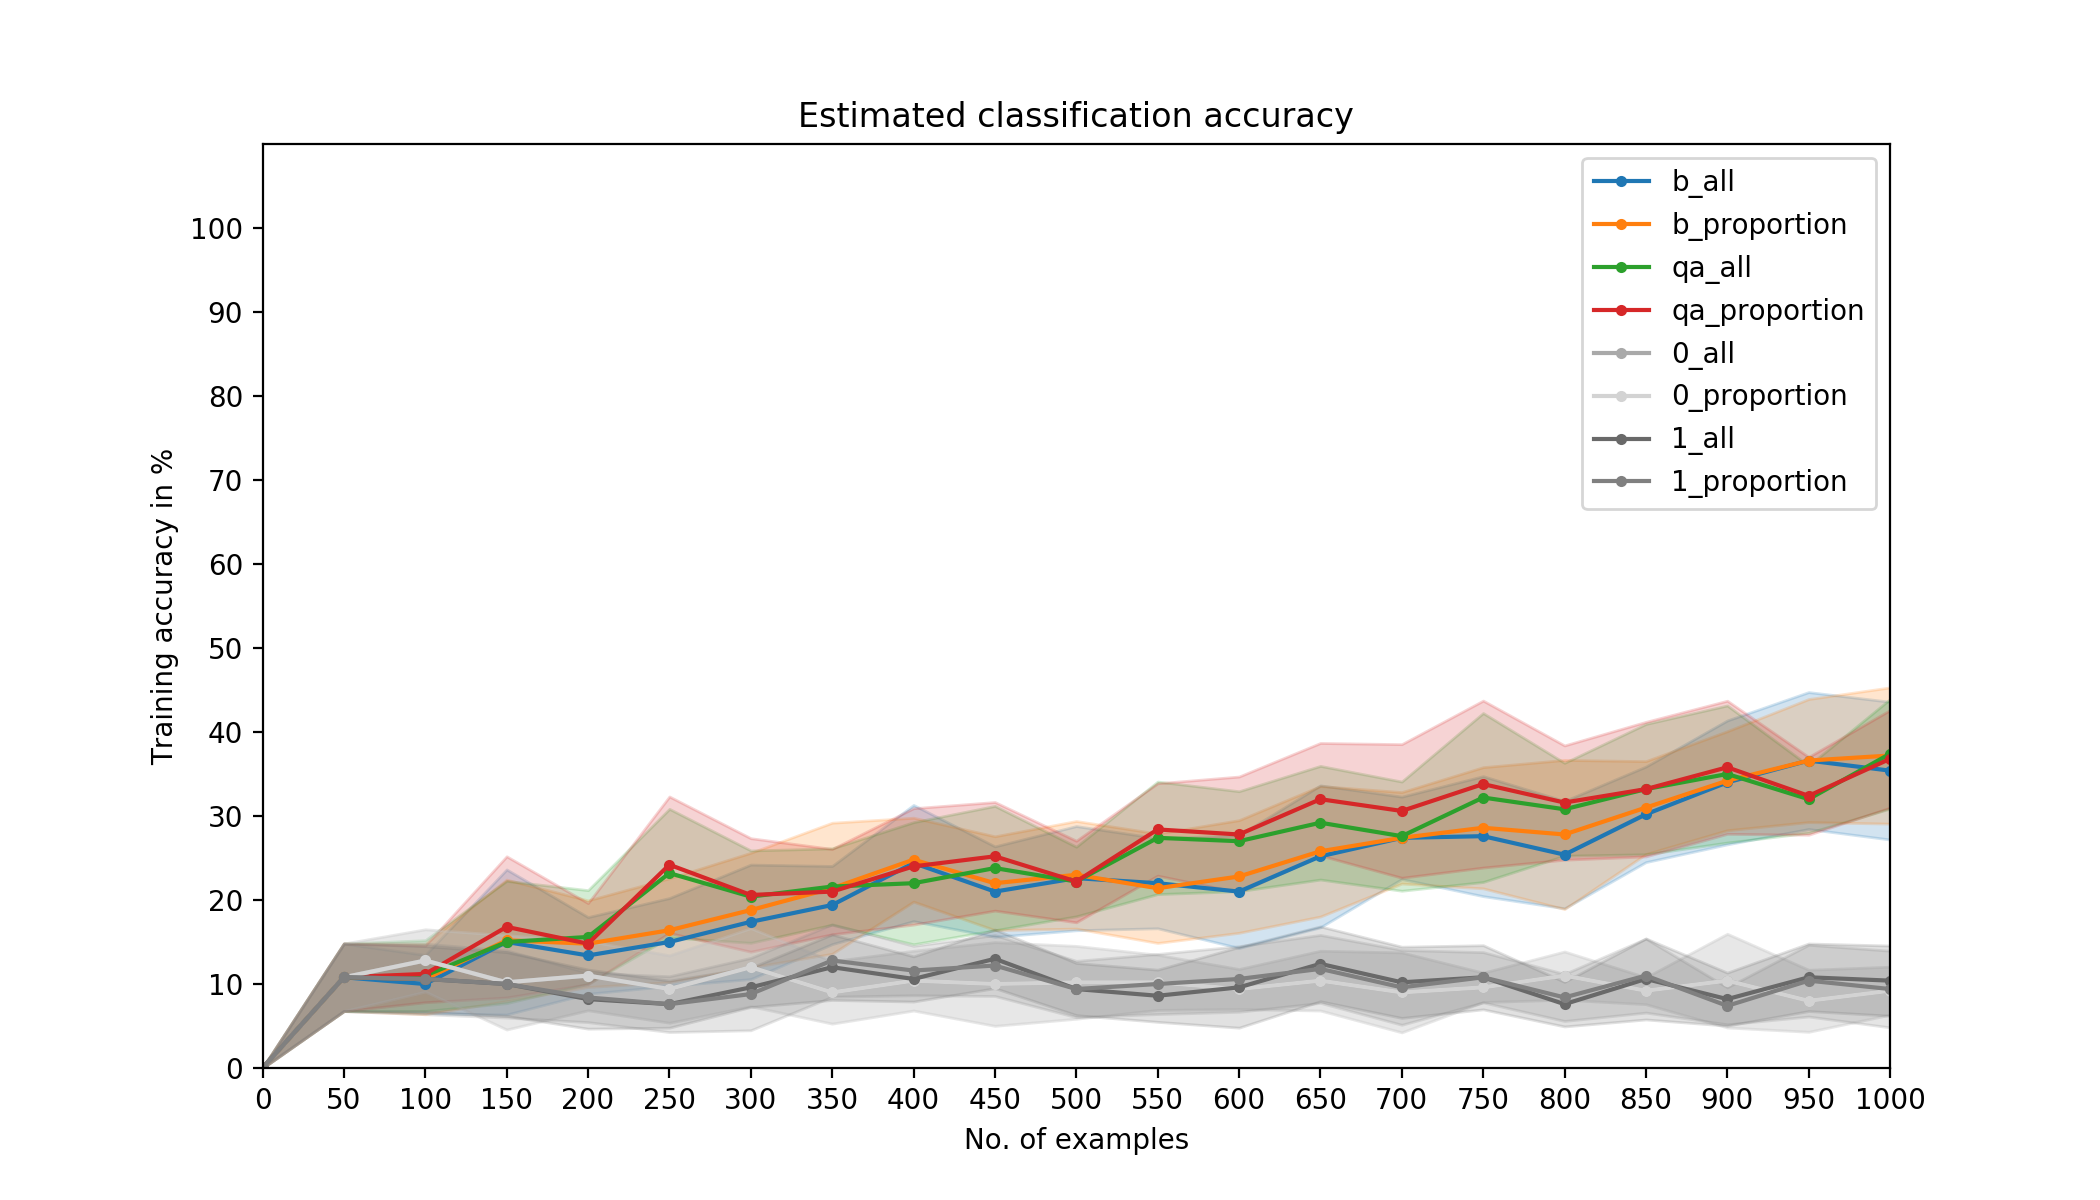 Estimated classification accuracy
b_all
b_proportion
qa_all
qa_proportion
0_all
0_proportion
1_all
1_proportion
Training accuracy in %
100
90
80
70
60
50
40
30
20
10
0
0 50 100 150 200 250 300 350 400 450 500 550 600 650 700 750 800 850 900 950 1000
No. of examples